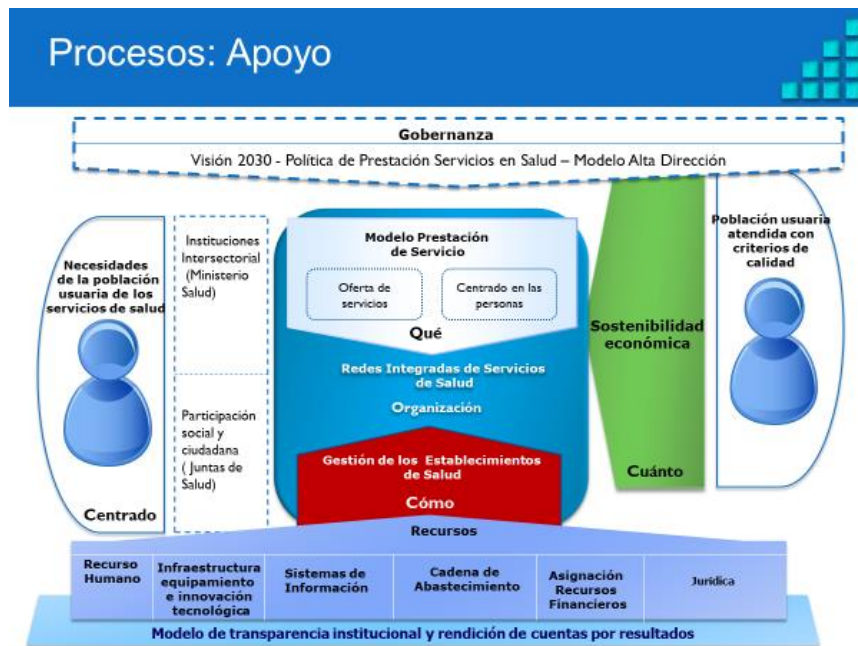 Procesos: Apoyo
Gobernanza
Visión 2030 - Política de Prestación Servicios en Salud – Modelo Alta Dirección
Necesidades
de la población
usuaria de los
servicios de salud
Centrado
Instituciones
Intersectorial
(Ministerio
Salud)
Participación
social y
ciudadana
( Juntas de
Salud)
Modelo Prestación
de Servicio
Oferta de
servicios
Centrado en las
personas
Qué
Redes Integradas de Servicios
de Salud
Organización
Gestión de los Establecimientos
de Salud
Cómo
Sostenibilidad
económica
Cuánto
Población usuaria
atendida con
criterios de
calidad
Recursos
Recurso
Humano
Infraestructura
equipamiento
e innovación
tecnológica
Sistemas de
Información
Cadena de
Abastecimiento
Asignación
Recursos
Financieros
Jurídica
Modelo de transparencia institucional y rendición de cuentas por resultados